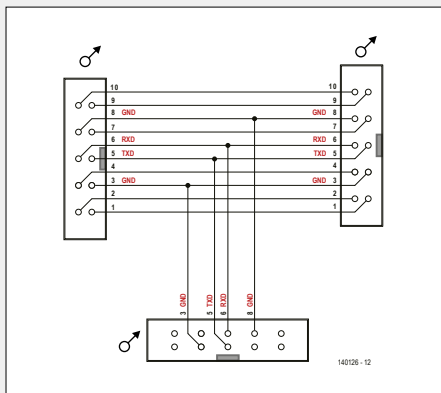 10 10
9 9
8 GND GND 8
7 7
6 RXD RXD 6
5 TXD TXD 5
4 4
3 GND GND 3
2 2
1 1
3 GND
5 TXD
6 RXD
8 GND
140126 - 12